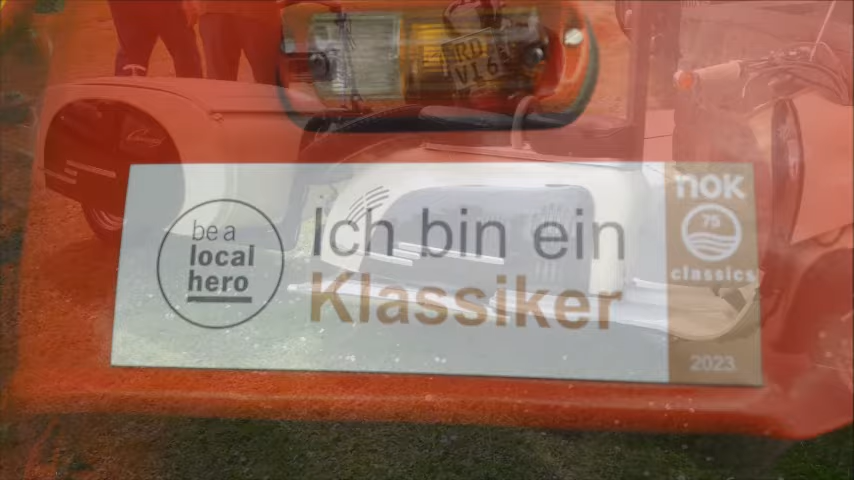 be a
local
hero
Ich bin ein
Klassiker
nok
75
classics
2023